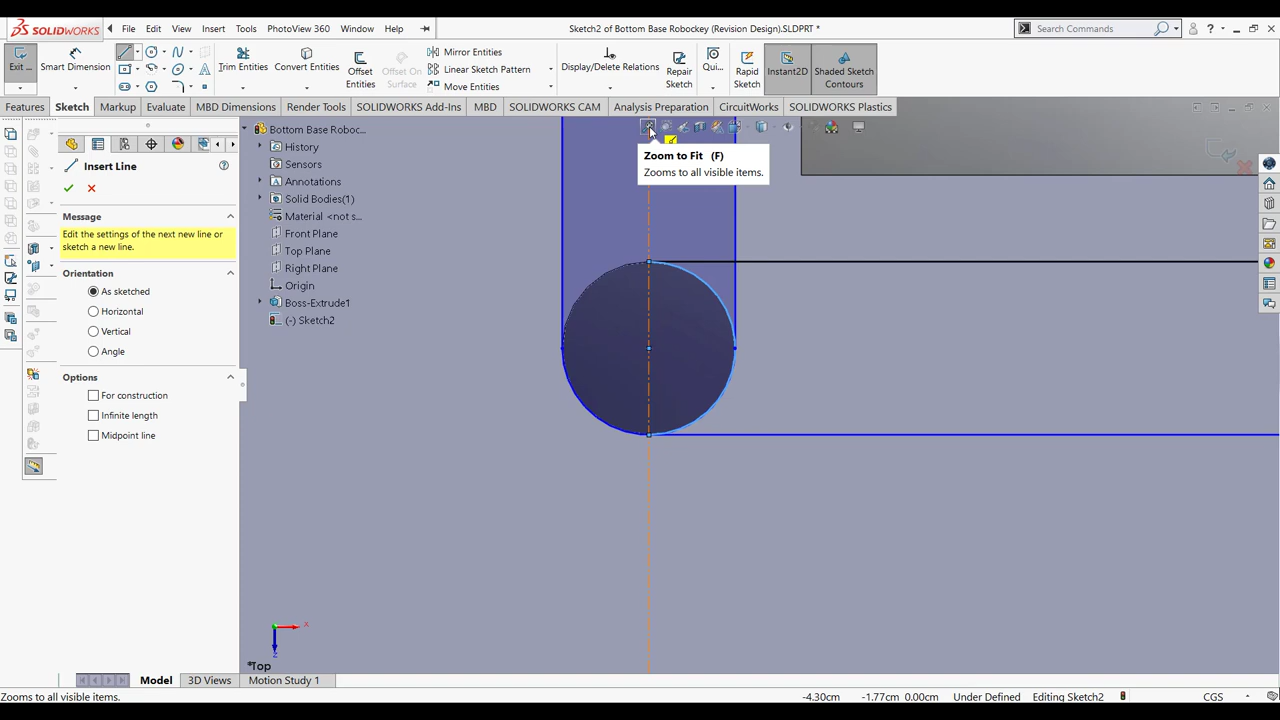 SOLIDWORKS
File
Edit
View
Insert
Tools
PhotoView 360
Window
Help
Sketch2 of Bottom Base Robockey (Revision Design).SLDPRT *
Search Commands
Exit ...
Smart Dimension
Trim Entities
Convert Entities
Offset Entities
Offset On Surface
Mirror Entities
Linear Sketch Pattern
Move Entities
Display/Delete Relations
Repair Sketch
Qui...
Rapid Sketch
Instant2D
Shaded Sketch Contours
Features
Sketch
Markup
Evaluate
MBD Dimensions
Render Tools
SOLIDWORKS Add-Ins
MBD
SOLIDWORKS CAM
Analysis Preparation
CircuitWorks
SOLIDWORKS Plastics
Insert Line
Message
Edit the settings of the next new line or
sketch a new line.
Orientation
As sketched
Horizontal
Vertical
Angle
Options
For construction
Infinite length
Midpoint line
Bottom Base Roboc...
History
Sensors
Annotations
Solid Bodies(1)
Material <not s...
Front Plane
Top Plane
Right Plane
Origin
Boss-Extrude1
(-) Sketch2
Zoom to Fit (F)
Zooms to all visible items.
X
Z
*Top
Model
3D Views
Motion Study 1
Zooms to all visible items.
-4.30cm
-1.77cm
0.00cm
Under Defined
Editing Sketch2
CGS